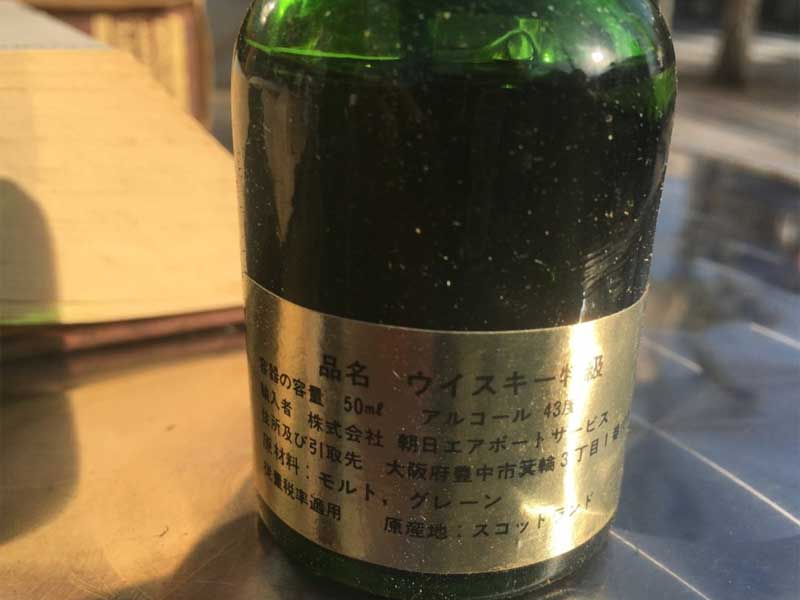 品名 ウイスキー特級
容器の容量 50ml アルコール 43度
輸入者 株式会社 朝日エアポートサービス
住所及び引取先 大阪府豊中市箕輪3丁目1番
原材料：モルト，グレーン
従量税率適用 原産地：スコットランド